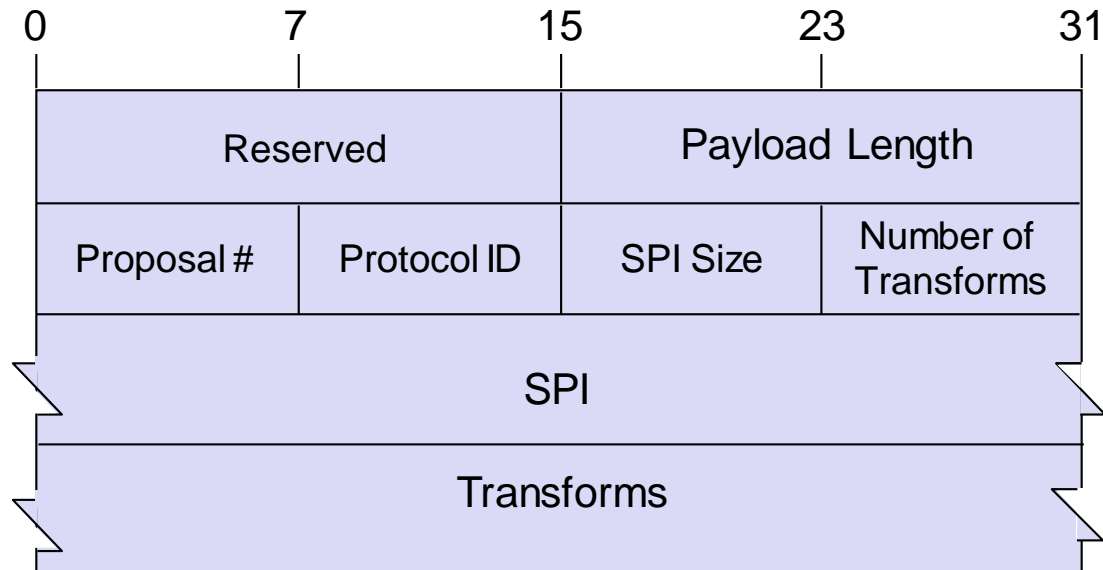 0 7 15 23 31
Reserved Payload Length
Proposal # Protocol ID SPI Size Number of
Transforms
SPI
Transforms